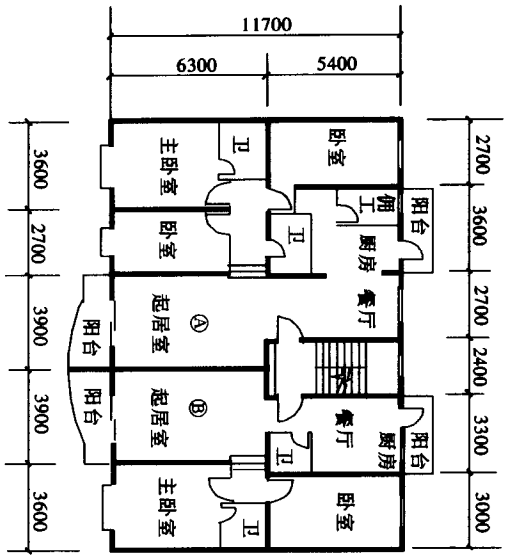 11700
6300
5400
3600
2700
3900
3900
3600
2700
3600
2700
2400
3300
3000
主卧室
卫
卧室
卧室
卫
佣工
阳台
厨房
起居室
Ⓐ
餐厅
阳台
阳台
起居室
Ⓑ
餐厅
厨房
阳台
卫
主卧室
卫
卧室